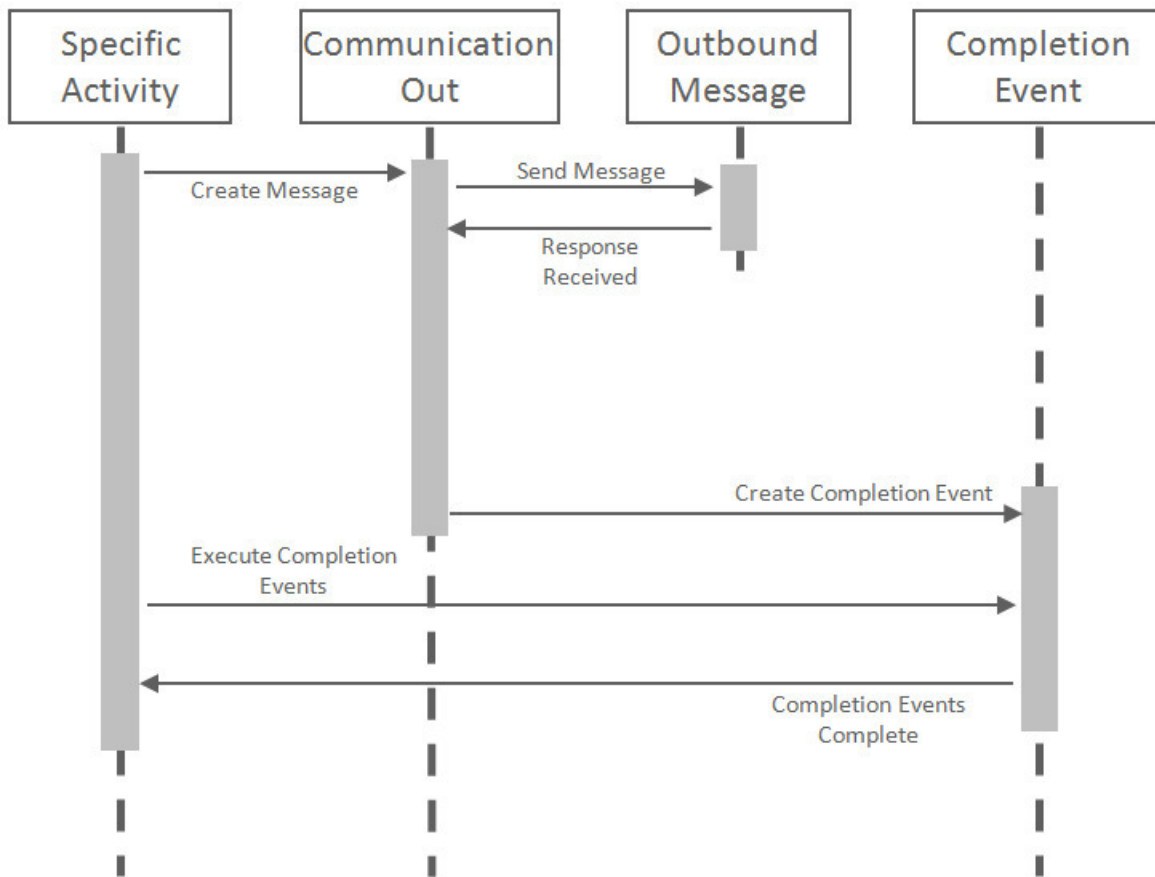 Specific
Activity
Communication
Out
Outbound
Message
Completion
Event
Create Message
Send Message
Response
Received
Create Completion Event
Execute Completion
Events
Completion Events
Complete